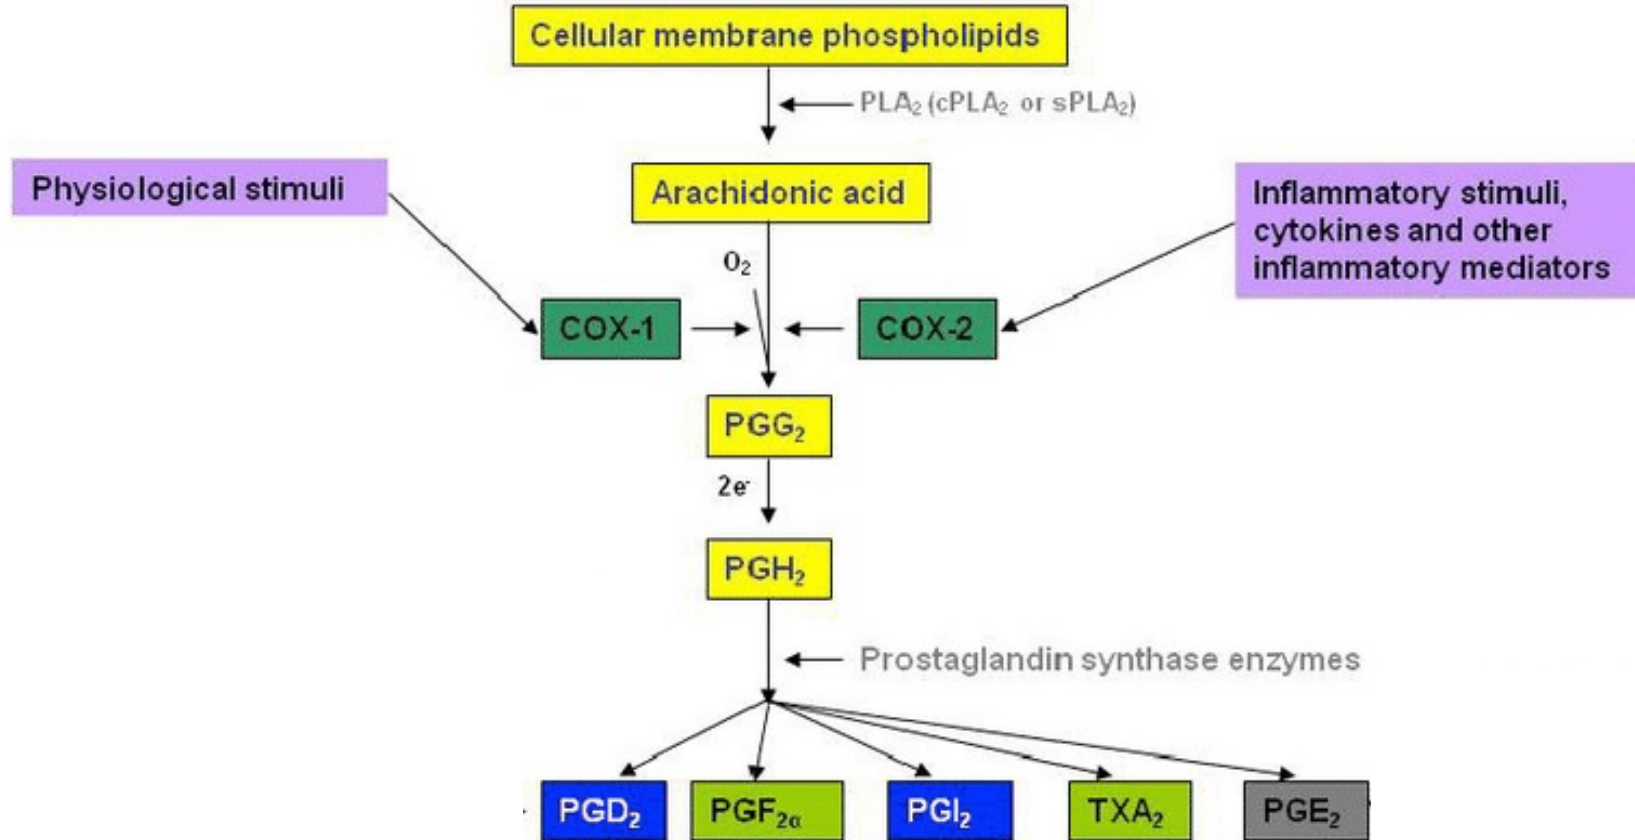 Cellular membrane phospholipids
PLA₂ (cPLA₂ or sPLA₂)
Physiological stimuli
Arachidonic acid
Inflammatory stimuli,
cytokines and other
inflammatory mediators
O₂
COX-1
COX-2
PGG₂
2e⁻
PGH₂
Prostaglandin synthase enzymes
PGD₂
PGF₂α
PGI₂
TXA₂
PGE₂